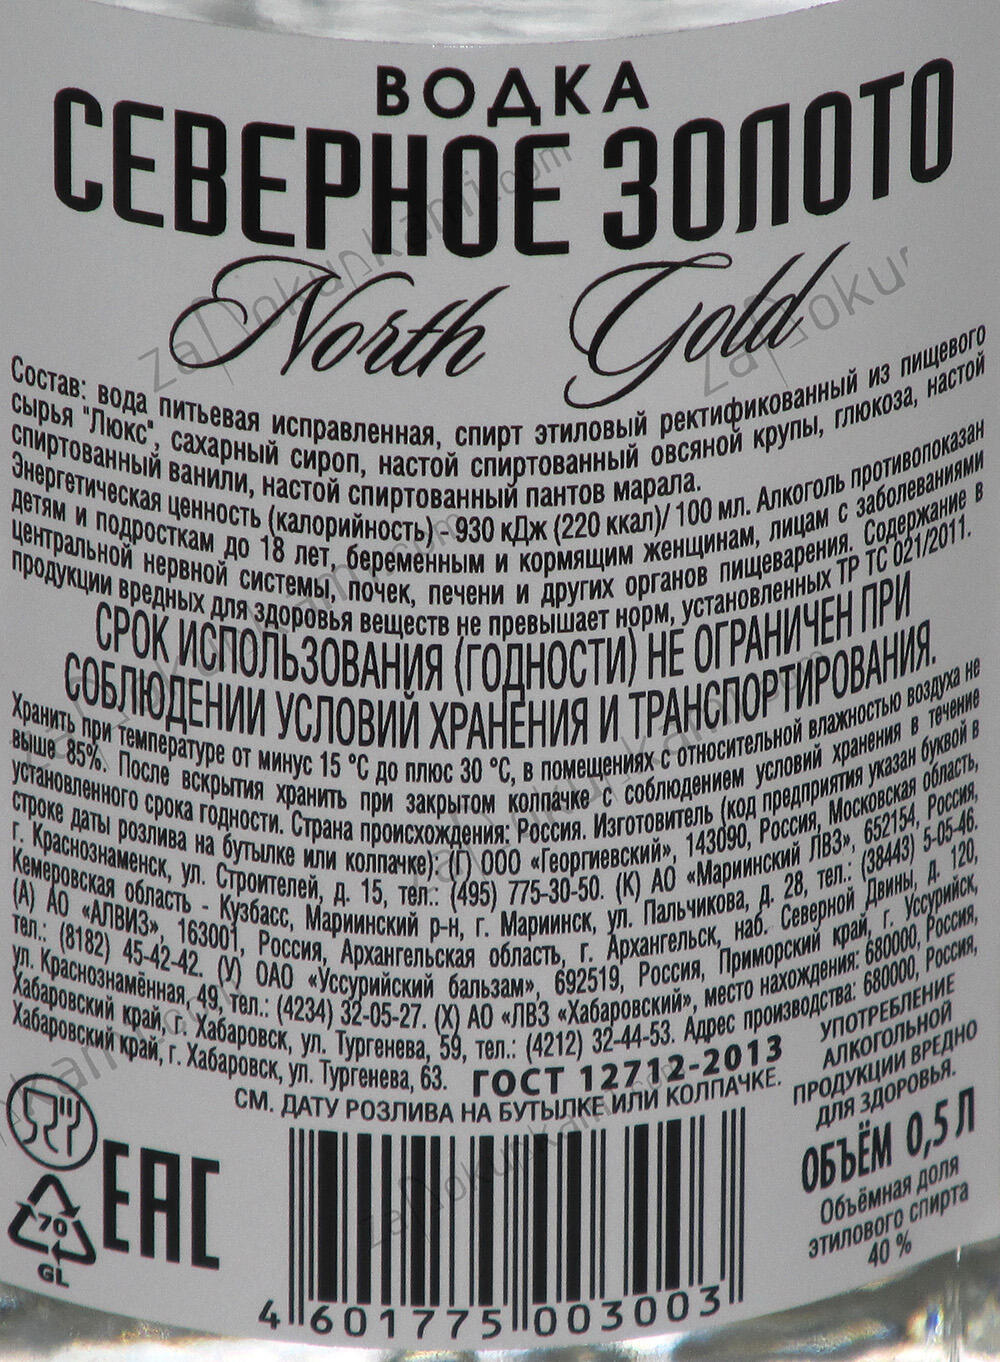 ВОДКА
СЕВЕРНОЕ ЗОЛОТО
North Gold
Состав: вода питьевая исправленная, спирт этиловый ректификованный из пищевого
сырья "Люкс", сахарный сироп, настой спиртованный овсяной крупы, глюкоза, настой
спиртованный ванили, настой спиртованный пантов марала.
Энергетическая ценность (калорийность) - 930 кДж (220 ккал)/ 100 мл. Алкоголь противопоказан
детям и подросткам до 18 лет, беременным и кормящим женщинам, лицам с заболеваниями
центральной нервной системы, почек, печени и других органов пищеварения. Содержание в
продукции вредных для здоровья веществ не превышает норм, установленных ТР ТС 021/2011.
СРОК ИСПОЛЬЗОВАНИЯ (ГОДНОСТИ) НЕ ОГРАНИЧЕН ПРИ
СОБЛЮДЕНИИ УСЛОВИЙ ХРАНЕНИЯ И ТРАНСПОРТИРОВАНИЯ.
Хранить при температуре от минус 15 °С до плюс 30 °С, в помещениях с относительной влажностью воздуха не
выше 85%. После вскрытия хранить при закрытом колпачке с соблюдением условий хранения в течение
установленного срока годности. Страна происхождения: Россия. Изготовитель (код предприятия указан буквой в
строке даты розлива на бутылке или колпачке): (Г) ООО «Георгиевский», 143090, Россия, Московская область,
г. Краснознаменск, ул. Строителей, д. 15, тел.: (495) 775-30-50. (К) АО «Мариинский ЛВЗ», 652154, Россия,
Кемеровская область - Кузбасс, Мариинский р-н, г. Мариинск, ул. Пальчикова, д. 28, тел.: (38443) 5-05-46.
(А) АО «АЛВИЗ», 163001, Россия, Архангельская область, г. Архангельск, наб. Северной Двины, д. 120,
тел.: (8182) 45-42-42. (У) ОАО «Уссурийский бальзам», 692519, Россия, Приморский край, г. Уссурийск,
ул. Краснознамённая, 49, тел.: (4234) 32-05-27. (Х) АО «ЛВЗ «Хабаровский», место нахождения: 680000, Россия,
Хабаровский край, г. Хабаровск, ул. Тургенева, 59, тел.: (4212) 32-44-53. Адрес производства: 680000, Россия,
Хабаровский край, г. Хабаровск, ул. Тургенева, 63.
ГОСТ 12712-2013
СМ. ДАТУ РОЗЛИВА НА БУТЫЛКЕ ИЛИ КОЛПАЧКЕ.
УПОТРЕБЛЕНИЕ
АЛКОГОЛЬНОЙ
ПРОДУКЦИИ ВРЕДНО
ДЛЯ ЗДОРОВЬЯ.
ОБЪЁМ 0,5 Л
Объёмная доля
этилового спирта
40 %
EAC
70
GL
4 601775 003003
zaпokunkami.com